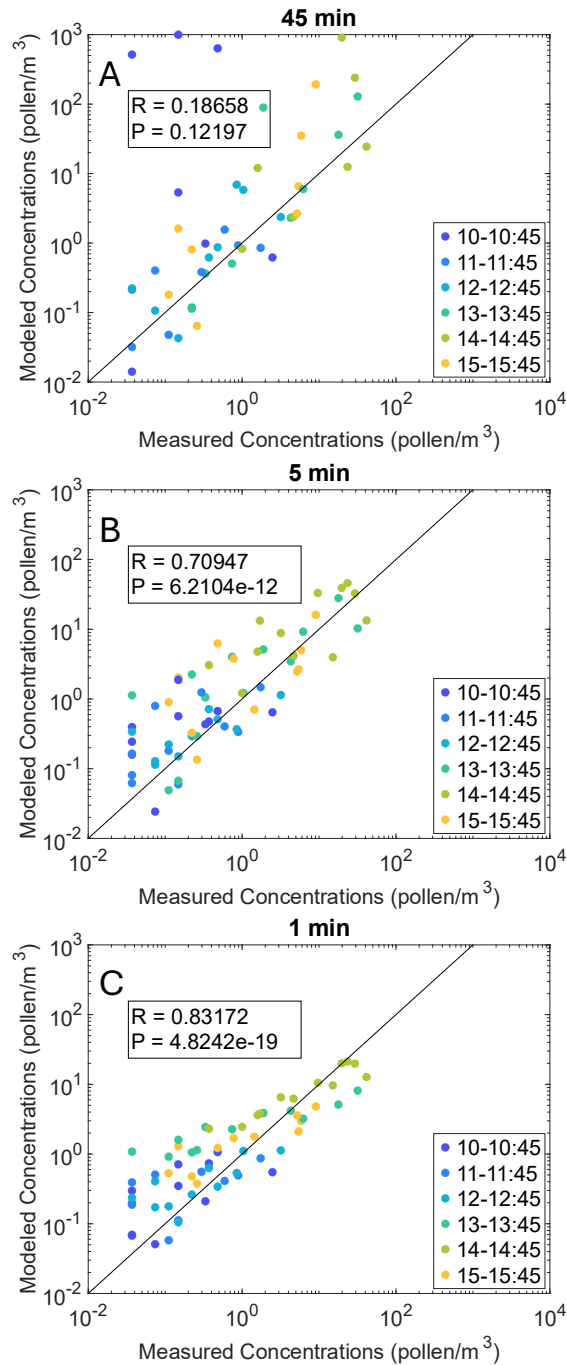 45 min
A
R = 0.18658
P = 0.12197
10^3
10^2
10^1
10^0
10^-1
10^-2
Modeled Concentrations (pollen/m^3)
10-10:45
11-11:45
12-12:45
13-13:45
14-14:45
15-15:45
10^-2
10^0
10^2
10^4
Measured Concentrations (pollen/m^3)
5 min
B
R = 0.70947
P = 6.2104e-12
10^3
10^2
10^1
10^0
10^-1
10^-2
Modeled Concentrations (pollen/m^3)
10-10:45
11-11:45
12-12:45
13-13:45
14-14:45
15-15:45
10^-2
10^0
10^2
10^4
Measured Concentrations (pollen/m^3)
1 min
C
R = 0.83172
P = 4.8242e-19
10^3
10^2
10^1
10^0
10^-1
10^-2
Modeled Concentrations (pollen/m^3)
10-10:45
11-11:45
12-12:45
13-13:45
14-14:45
15-15:45
10^-2
10^0
10^2
10^4
Measured Concentrations (pollen/m^3)